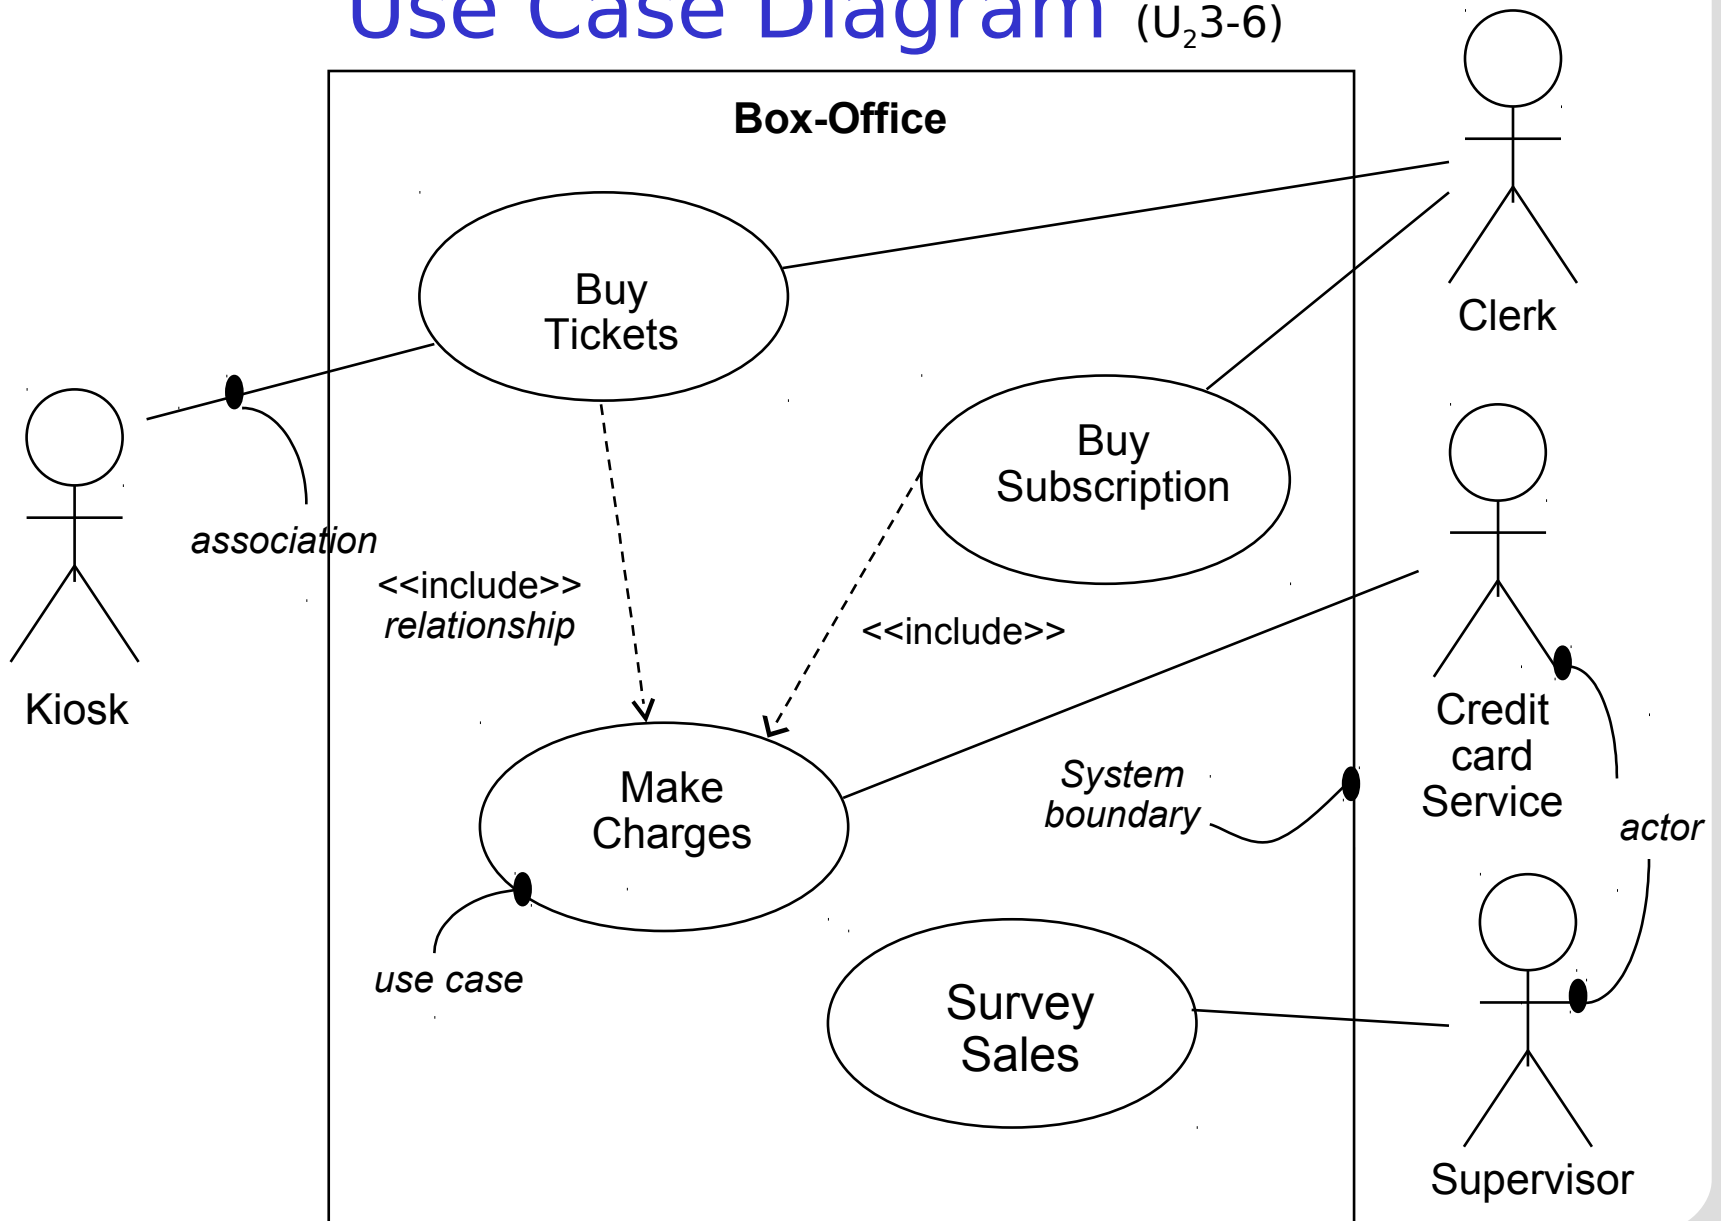 Use Case Diagram (U₂3-6)
Box-Office
Buy
Tickets
Clerk
Buy
Subscription
association
<<include>>
relationship
<<include>>
Kiosk
Credit
card
Service
Make
Charges
System
boundary
actor
use case
Survey
Sales
Supervisor